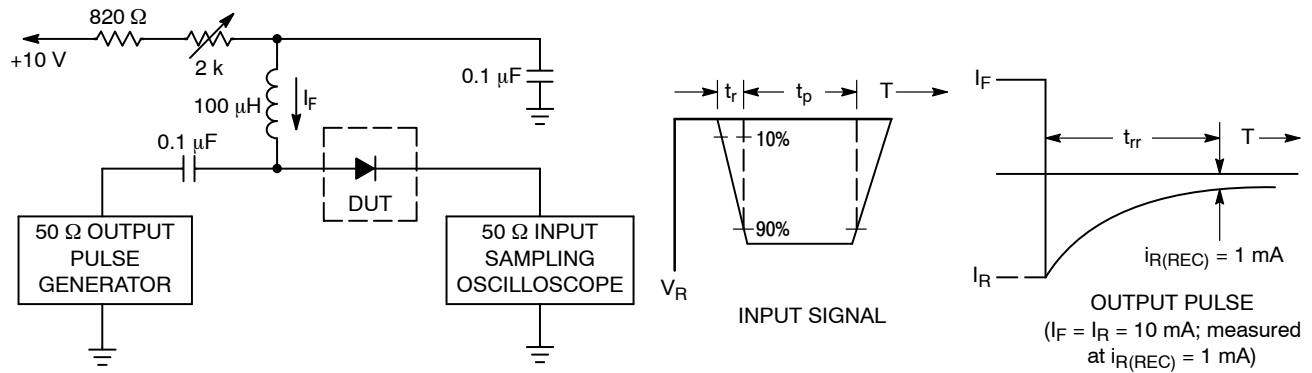 820 Ω
+10 V
2 k
100 μH
I_F
0.1 μF
0.1 μF
DUT
50 Ω OUTPUT
PULSE
GENERATOR
50 Ω INPUT
SAMPLING
OSCILLOSCOPE
t_r
t_p
T
10%
90%
V_R
INPUT SIGNAL
I_F
t_rr
T
I_R
i_R(REC) = 1 mA
OUTPUT PULSE
(I_F = I_R = 10 mA; measured
at i_R(REC) = 1 mA)